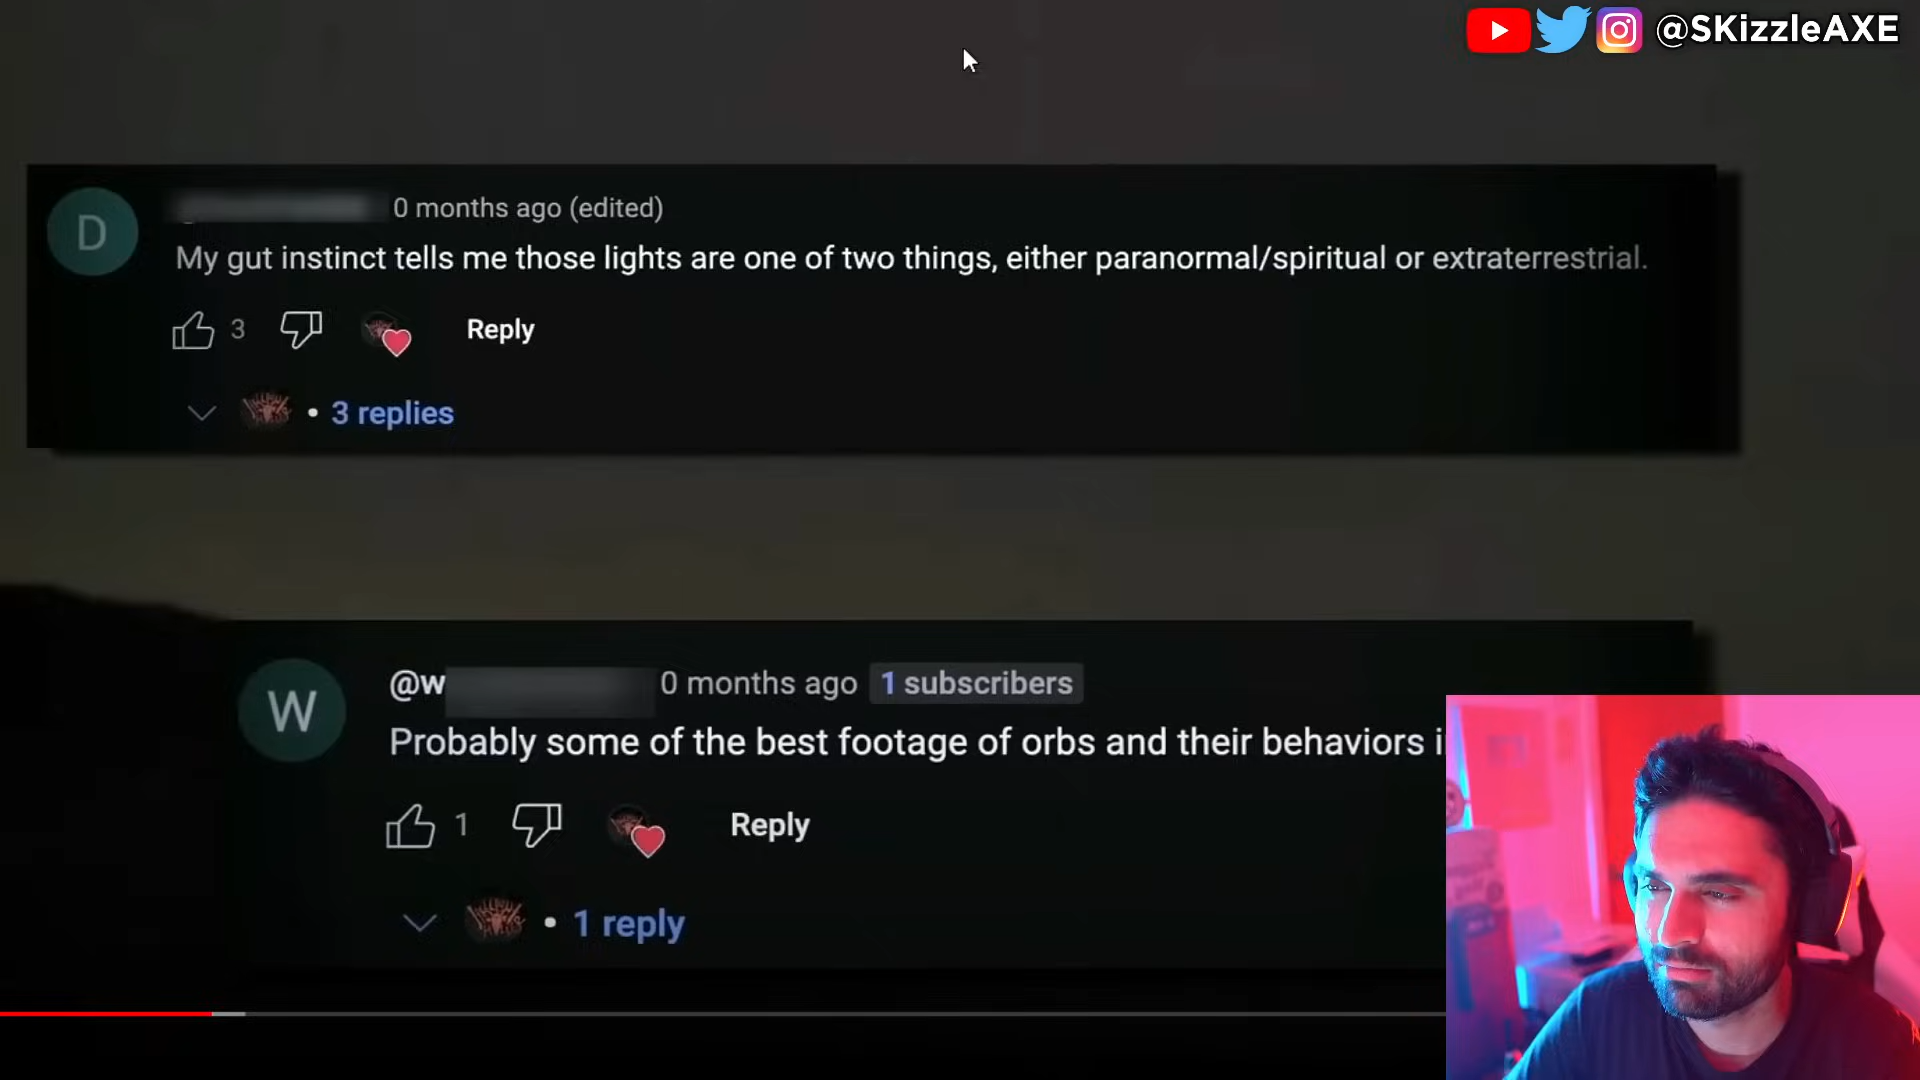 @SKizzleAXE
D
0 months ago (edited)
My gut instinct tells me those lights are one of two things, either paranormal/spiritual or extraterrestrial.
3
Reply
• 3 replies
W
@w
0 months ago
1 subscribers
Probably some of the best footage of orbs and their behaviors
1
Reply
• 1 reply